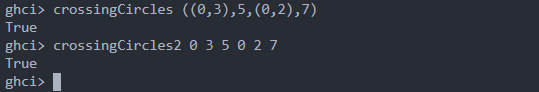 ghci> crossingCircles ((0,3),5,(0,2),7)
True
ghci> crossingCircles2 0 3 5 0 2 7
True
ghci>